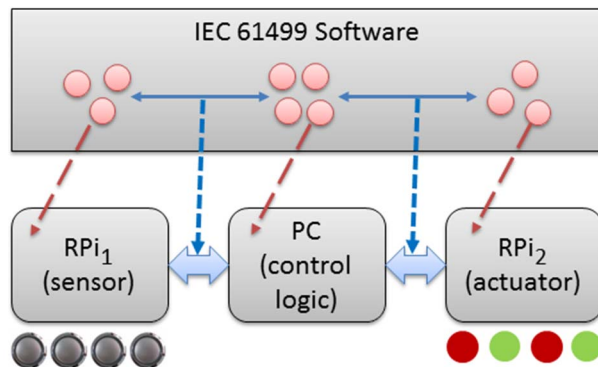 IEC 61499 Software
RPi1
(sensor)
PC
(control
logic)
RPi2
(actuator)